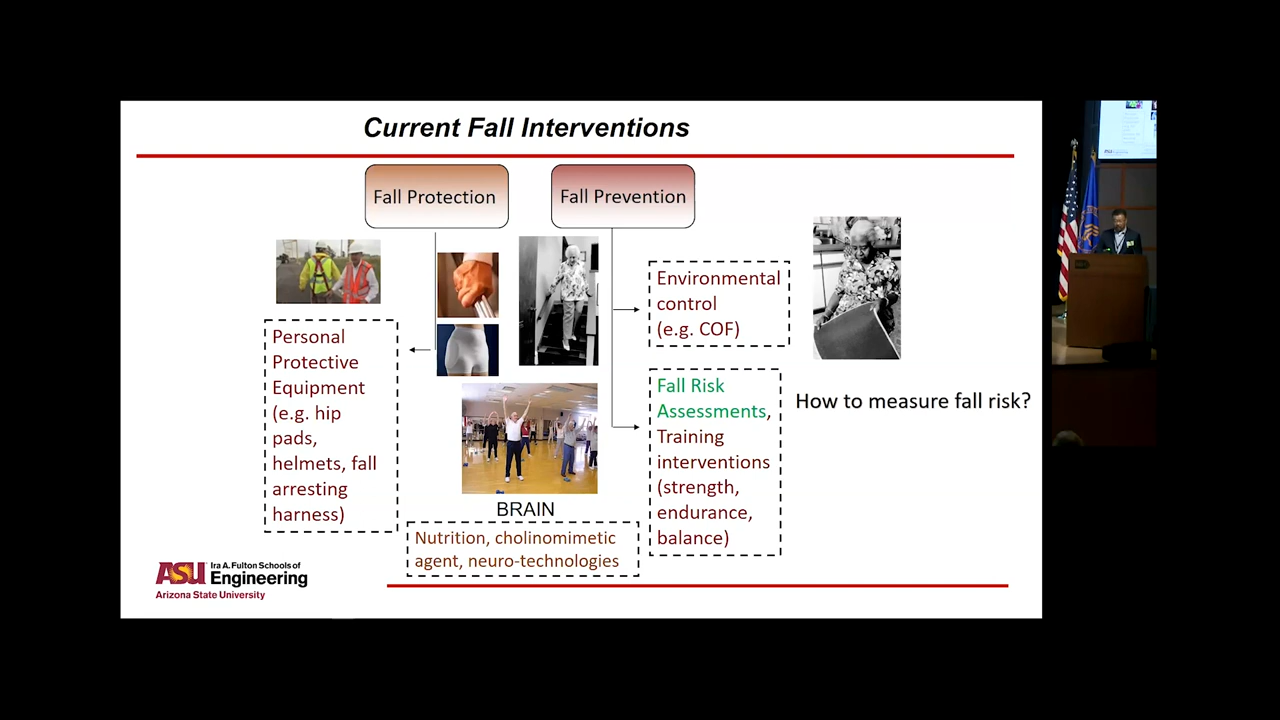 Current Fall Interventions
Fall Protection
Fall Prevention
Personal
Protective
Equipment
(e.g. hip
pads,
helmets, fall
arresting
harness)
Environmental
control
(e.g. COF)
Fall Risk
Assessments,
Training
interventions
(strength,
endurance,
balance)
How to measure fall risk?
BRAIN
Nutrition, cholinomimetic
agent, neuro-technologies
ASU Ira A. Fulton Schools of
Engineering
Arizona State University